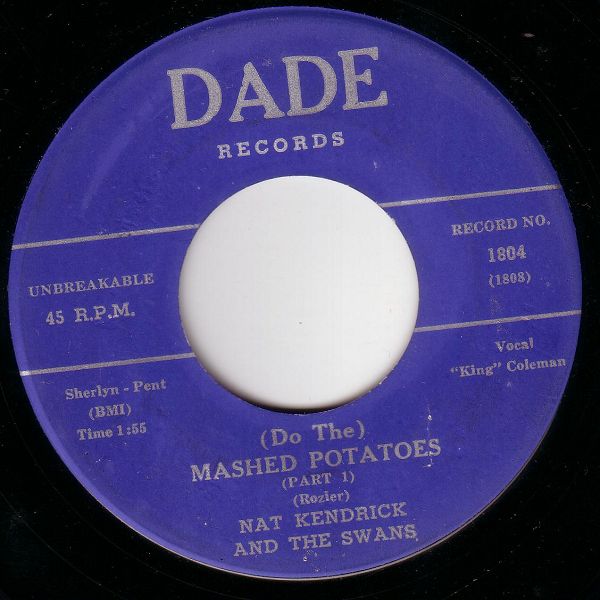 DADE
RECORDS
UNBREAKABLE
45 R.P.M.
RECORD NO.
1804
(1808)
Sherlyn - Pent
(BMI)
Time 1:55
Vocal
"King" Coleman
(Do The)
MASHED POTATOES
(PART 1)
(Rozier)
NAT KENDRICK
AND THE SWANS